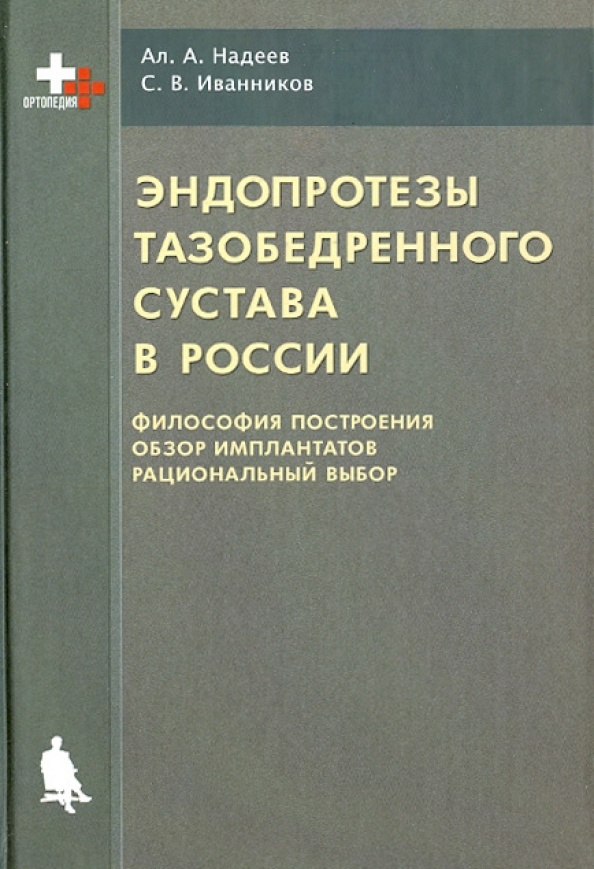 Ал. А. Надеев
С. В. Иванников
ОРТОПЕДИЯ
ЭНДОПРОТЕЗЫ
ТАЗОБЕДРЕННОГО
СУСТАВА
В РОССИИ
ФИЛОСОФИЯ ПОСТРОЕНИЯ
ОБЗОР ИМПЛАНТАТОВ
РАЦИОНАЛЬНЫЙ ВЫБОР